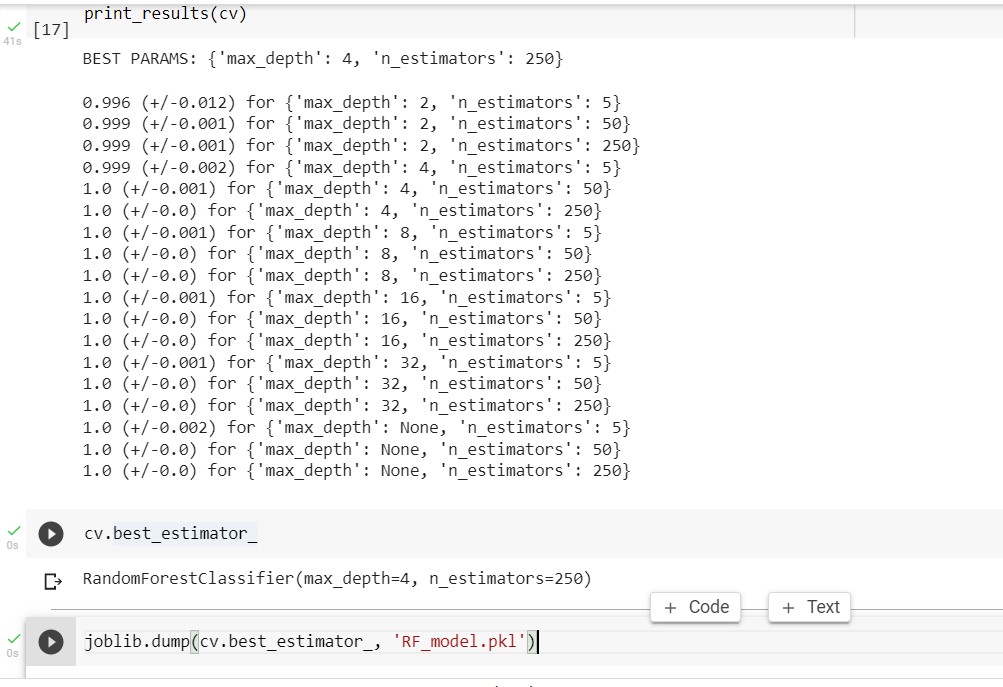 print_results(cv)
[17]
41s
BEST PARAMS: {'max_depth': 4, 'n_estimators': 250}
0.996 (+/-0.012) for {'max_depth': 2, 'n_estimators': 5}
0.999 (+/-0.001) for {'max_depth': 2, 'n_estimators': 50}
0.999 (+/-0.001) for {'max_depth': 2, 'n_estimators': 250}
0.999 (+/-0.002) for {'max_depth': 4, 'n_estimators': 5}
1.0 (+/-0.001) for {'max_depth': 4, 'n_estimators': 50}
1.0 (+/-0.0) for {'max_depth': 4, 'n_estimators': 250}
1.0 (+/-0.001) for {'max_depth': 8, 'n_estimators': 5}
1.0 (+/-0.0) for {'max_depth': 8, 'n_estimators': 50}
1.0 (+/-0.0) for {'max_depth': 8, 'n_estimators': 250}
1.0 (+/-0.001) for {'max_depth': 16, 'n_estimators': 5}
1.0 (+/-0.0) for {'max_depth': 16, 'n_estimators': 50}
1.0 (+/-0.0) for {'max_depth': 16, 'n_estimators': 250}
1.0 (+/-0.001) for {'max_depth': 32, 'n_estimators': 5}
1.0 (+/-0.0) for {'max_depth': 32, 'n_estimators': 50}
1.0 (+/-0.0) for {'max_depth': 32, 'n_estimators': 250}
1.0 (+/-0.002) for {'max_depth': None, 'n_estimators': 5}
1.0 (+/-0.0) for {'max_depth': None, 'n_estimators': 50}
1.0 (+/-0.0) for {'max_depth': None, 'n_estimators': 250}
cv.best_estimator_
0s
RandomForestClassifier(max_depth=4, n_estimators=250)
+ Code
+ Text
joblib.dump(cv.best_estimator_, 'RF_model.pkl')
0s